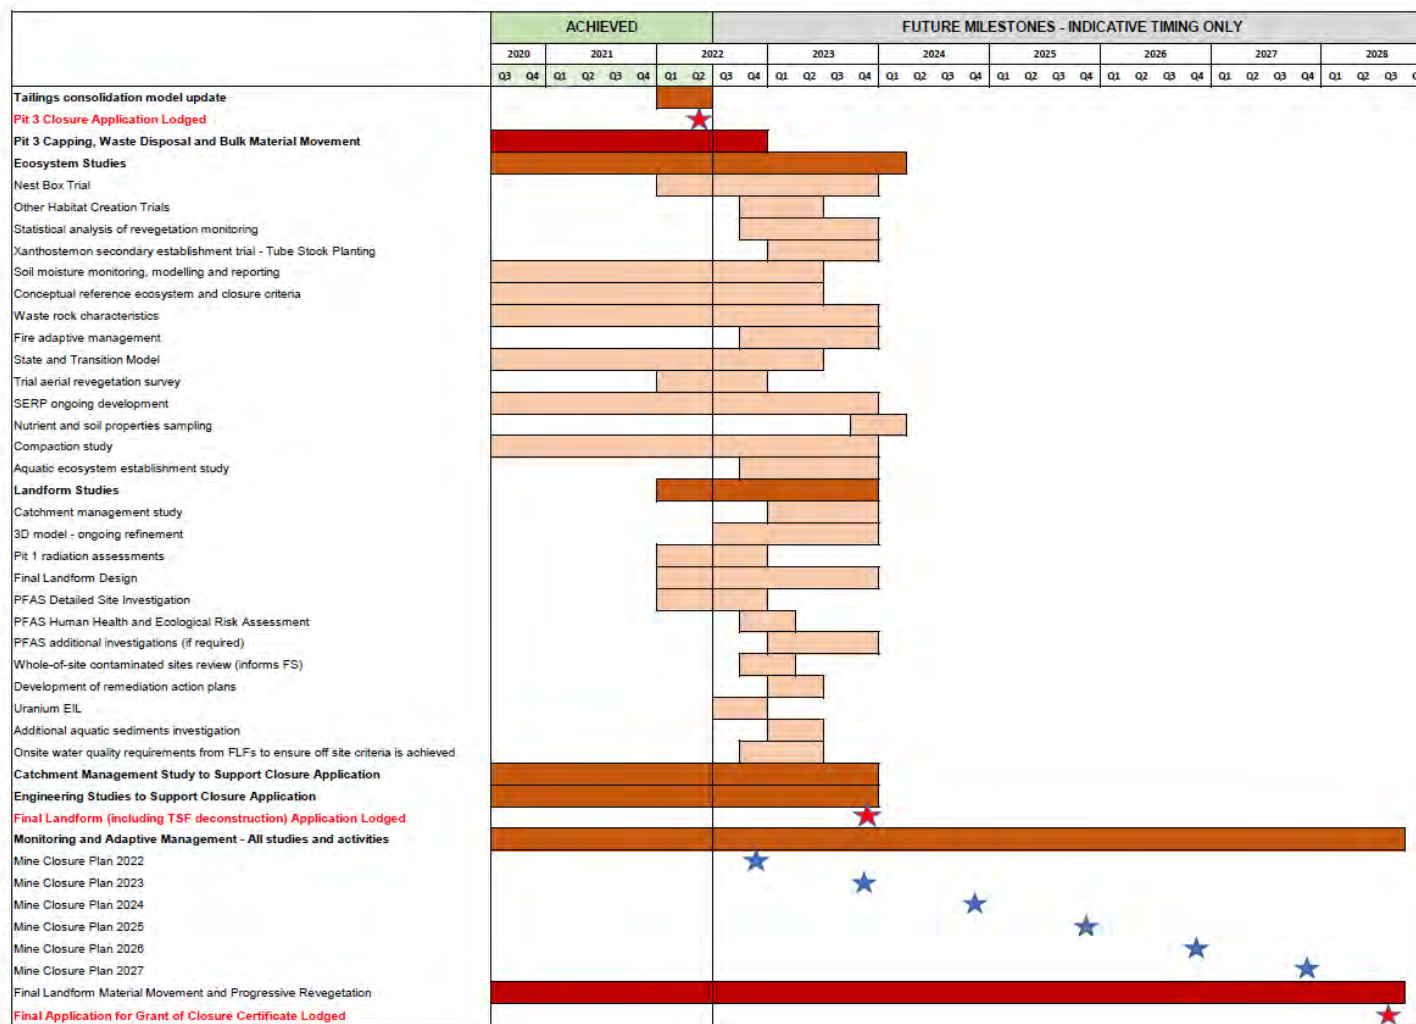 ACHIEVED FUTURE MILESTONES - INDICATIVE TIMING ONLY
2020 2021 2022 2023 2024 2025 2026 2027 2028
Q3 Q4 Q1 Q2 Q3 Q4 Q1 Q2 Q3 Q4 Q1 Q2 Q3 Q4 Q1 Q2 Q3 Q4 Q1 Q2 Q3 Q4 Q1 Q2 Q3 Q4 Q1 Q2 Q3 Q4 Q1 Q2 Q3
Tailings consolidation model update
Pit 3 Closure Application Lodged
Pit 3 Capping, Waste Disposal and Bulk Material Movement
Ecosystem Studies
Nest Box Trial
Other Habitat Creation Trials
Statistical analysis of revegetation monitoring
Xanthostemon secondary establishment trial - Tube Stock Planting
Soil moisture monitoring, modelling and reporting
Conceptual reference ecosystem and closure criteria
Waste rock characteristics
Fire adaptive management
State and Transition Model
Trial aerial revegetation survey
SERP ongoing development
Nutrient and soil properties sampling
Compaction study
Aquatic ecosystem establishment study
Landform Studies
Catchment management study
3D model - ongoing refinement
Pit 1 radiation assessments
Final Landform Design
PFAS Detailed Site Investigation
PFAS Human Health and Ecological Risk Assessment
PFAS additional investigations (if required)
Whole-of-site contaminated sites review (informs FS)
Development of remediation action plans
Uranium EIL
Additional aquatic sediments investigation
Onsite water quality requirements from FLFs to ensure off site criteria is achieved
Catchment Management Study to Support Closure Application
Engineering Studies to Support Closure Application
Final Landform (including TSF deconstruction) Application Lodged
Monitoring and Adaptive Management - All studies and activities
Mine Closure Plan 2022
Mine Closure Plan 2023
Mine Closure Plan 2024
Mine Closure Plan 2025
Mine Closure Plan 2026
Mine Closure Plan 2027
Final Landform Material Movement and Progressive Revegetation
Final Application for Grant of Closure Certificate Lodged